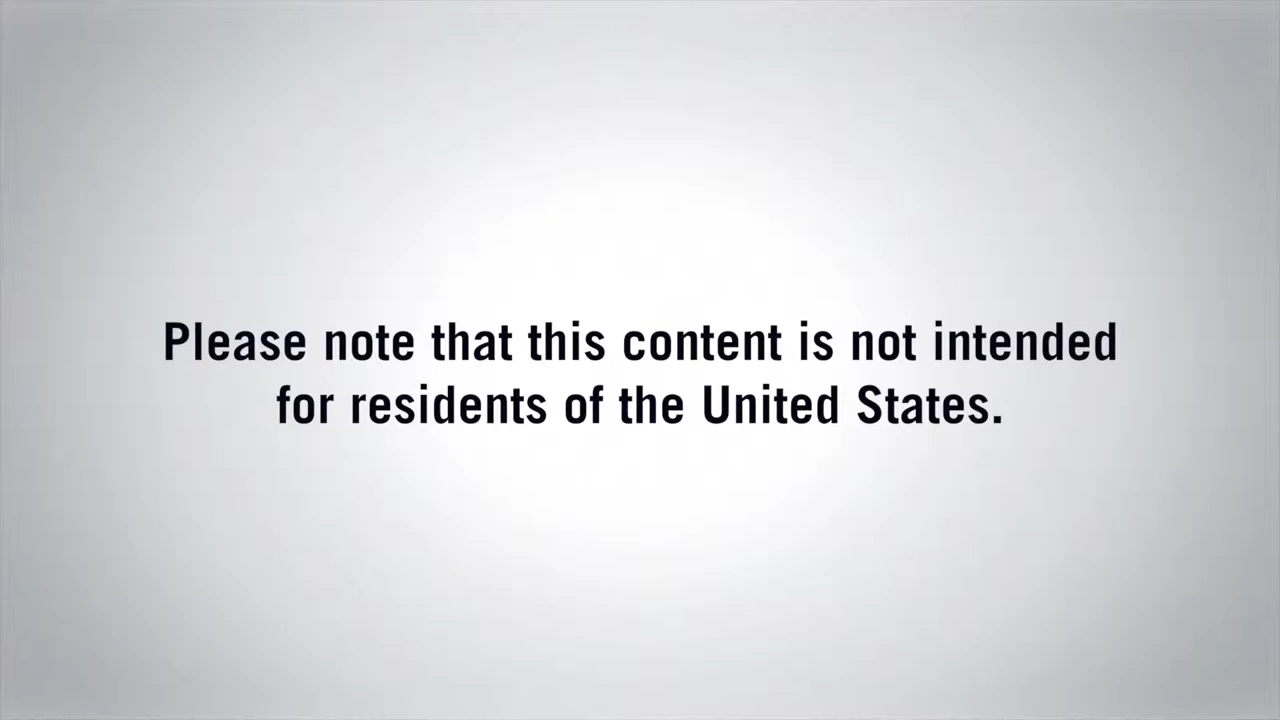 Please note that this content is not intended
for residents of the United States.